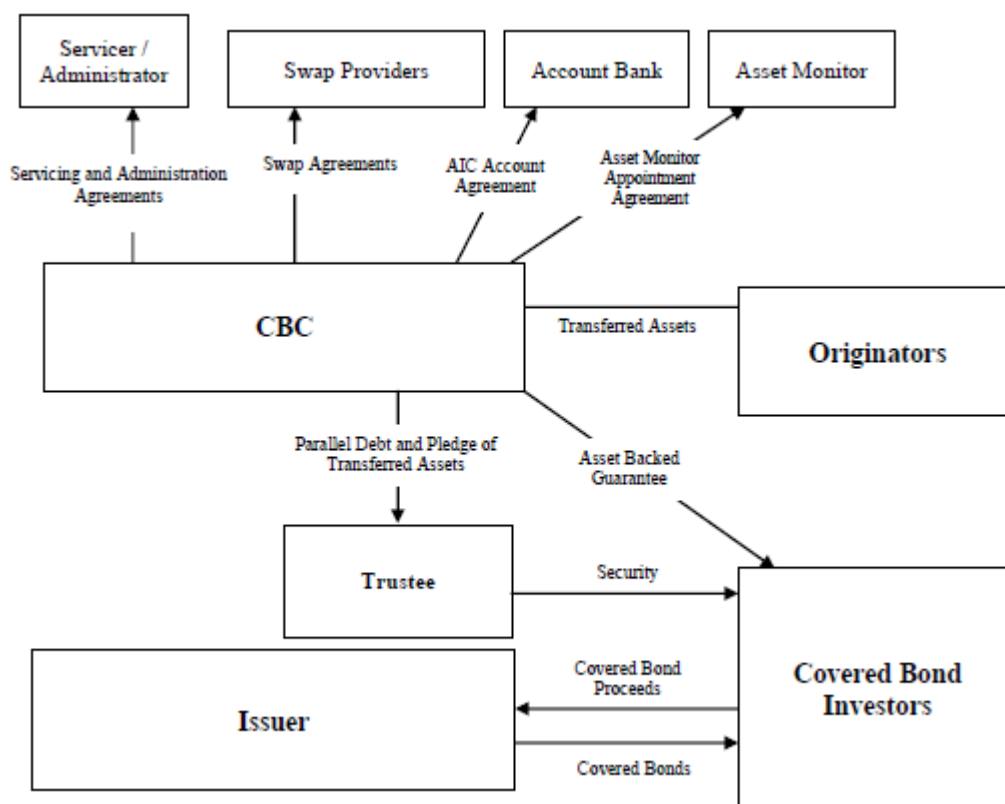 Servicer /
Administrator
Swap Providers
Account Bank
Asset Monitor
Servicing and Administration
Agreements
Swap Agreements
AIC Account
Agreement
Asset Monitor
Appointment
Agreement
CBC
Transferred Assets
Originators
Parallel Debt and Pledge of
Transferred Assets
Asset Backed
Guarantee
Trustee
Security
Covered Bond
Proceeds
Covered Bond
Investors
Issuer
Covered Bonds